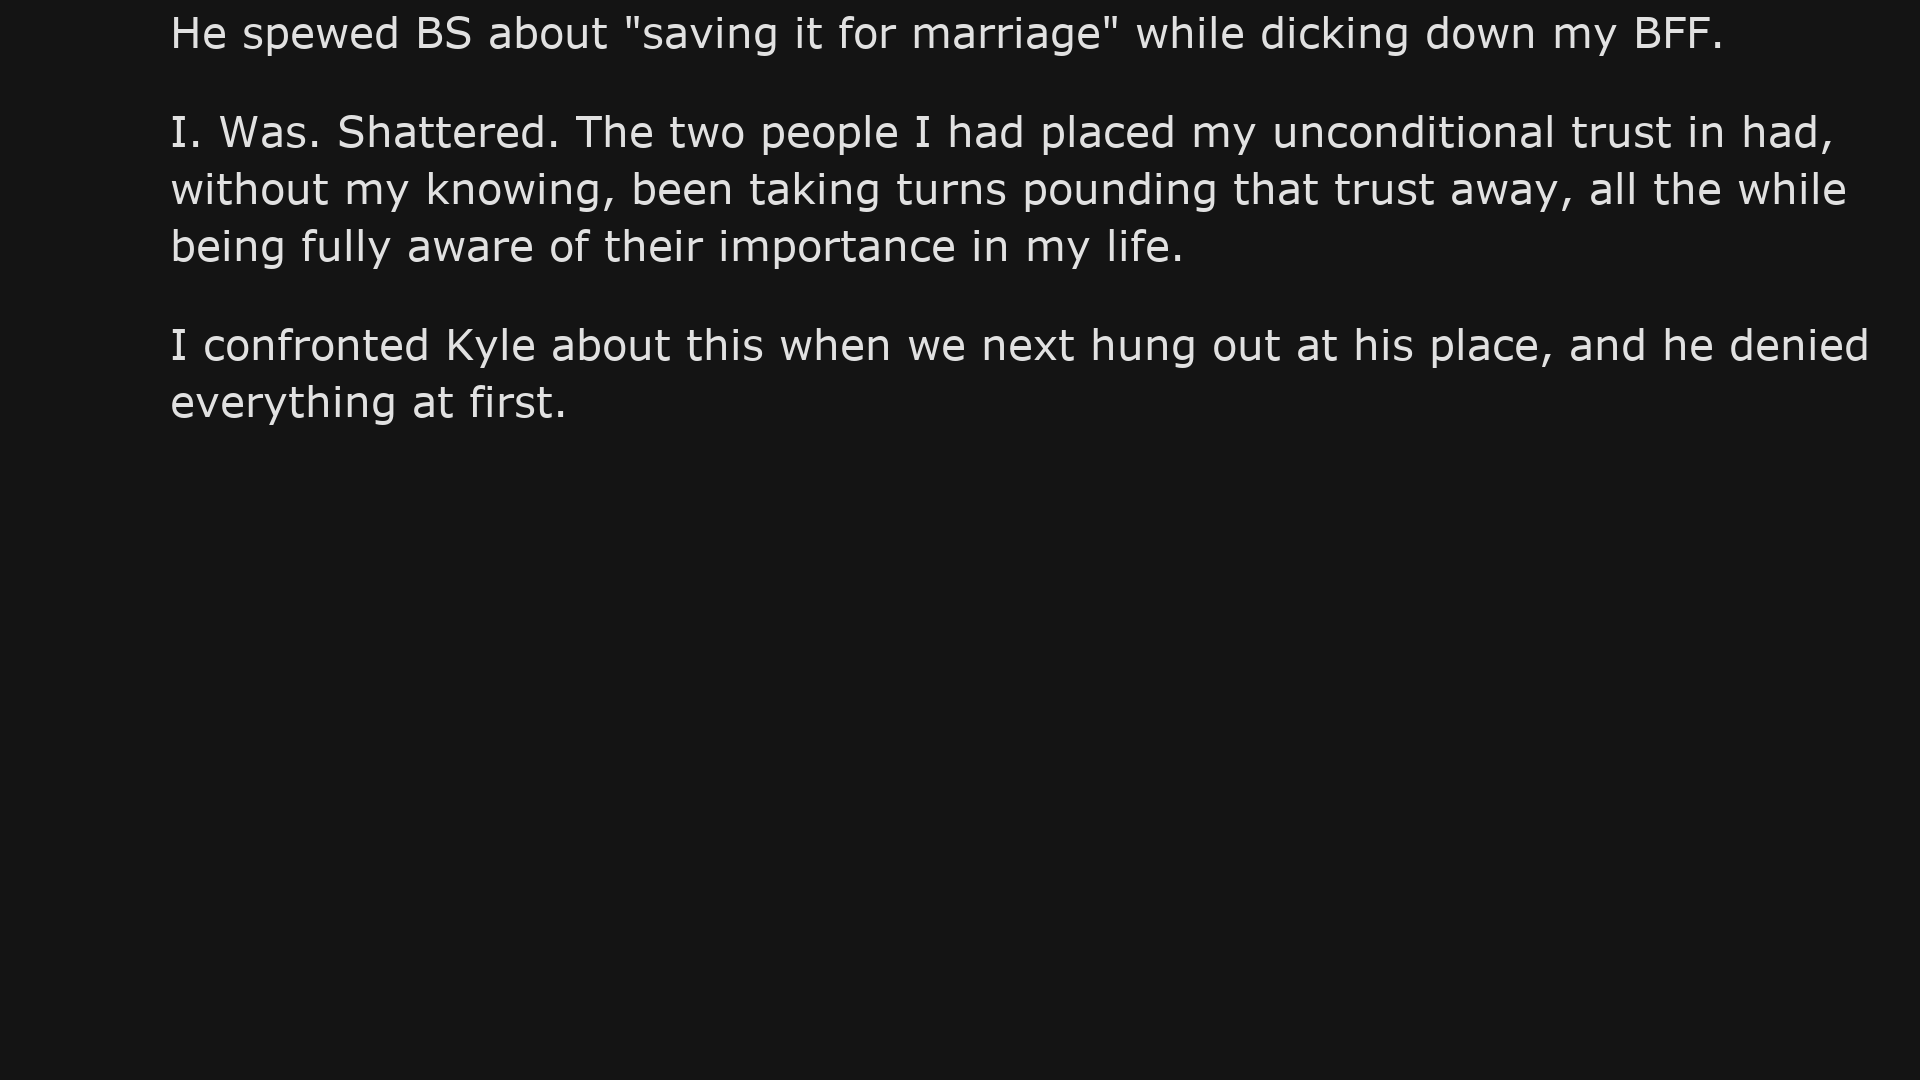 He spewed BS about "saving it for marriage" while dicking down my BFF.
I. Was. Shattered. The two people I had placed my unconditional trust in had,
without my knowing, been taking turns pounding that trust away, all the while
being fully aware of their importance in my life.
I confronted Kyle about this when we next hung out at his place, and he denied
everything at first.